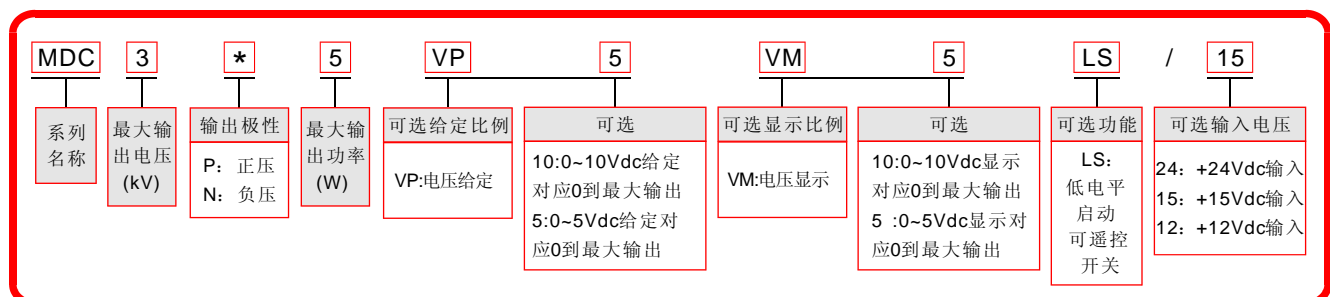 MDC 3 * 5 VP 5 VM 5 LS / 15
系列
名称
最大输
出电压
(kV)
输出极性
P：正压
N：负压
最大输
出功率
(W)
可选给定比例
VP:电压给定
可选
10:0~10Vdc给定
对应0到最大输出
5:0~5Vdc给定对
应0到最大输出
可选显示比例
VM:电压显示
可选
10:0~10Vdc显示
对应0到最大输出
5 :0~5Vdc显示对
应0到最大输出
可选功能
LS：
低电平
启动
可遥控
开关
可选输入电压
24：+24Vdc输入
15：+15Vdc输入
12：+12Vdc输入